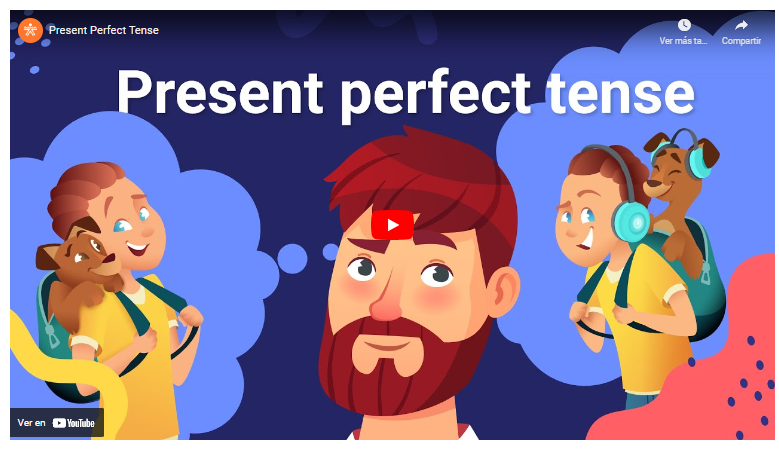 Present Perfect Tense
Ver más ta...
Compartir
Present perfect tense
Ver en YouTube